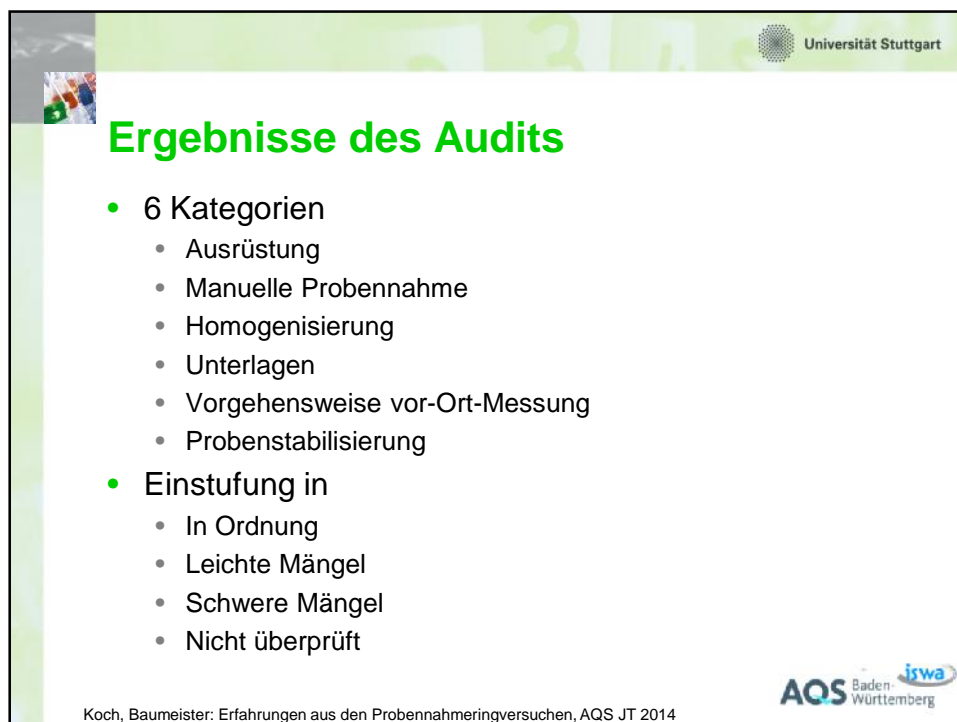 Universität Stuttgart
Ergebnisse des Audits
• 6 Kategorien
• Ausrüstung
• Manuelle Probennahme
• Homogenisierung
• Unterlagen
• Vorgehensweise vor-Ort-Messung
• Probenstabilisierung
• Einstufung in
• In Ordnung
• Leichte Mängel
• Schwere Mängel
• Nicht überprüft
iswa
AQS Baden-
Württemberg
Koch, Baumeister: Erfahrungen aus den Probennahmeringversuchen, AQS JT 2014